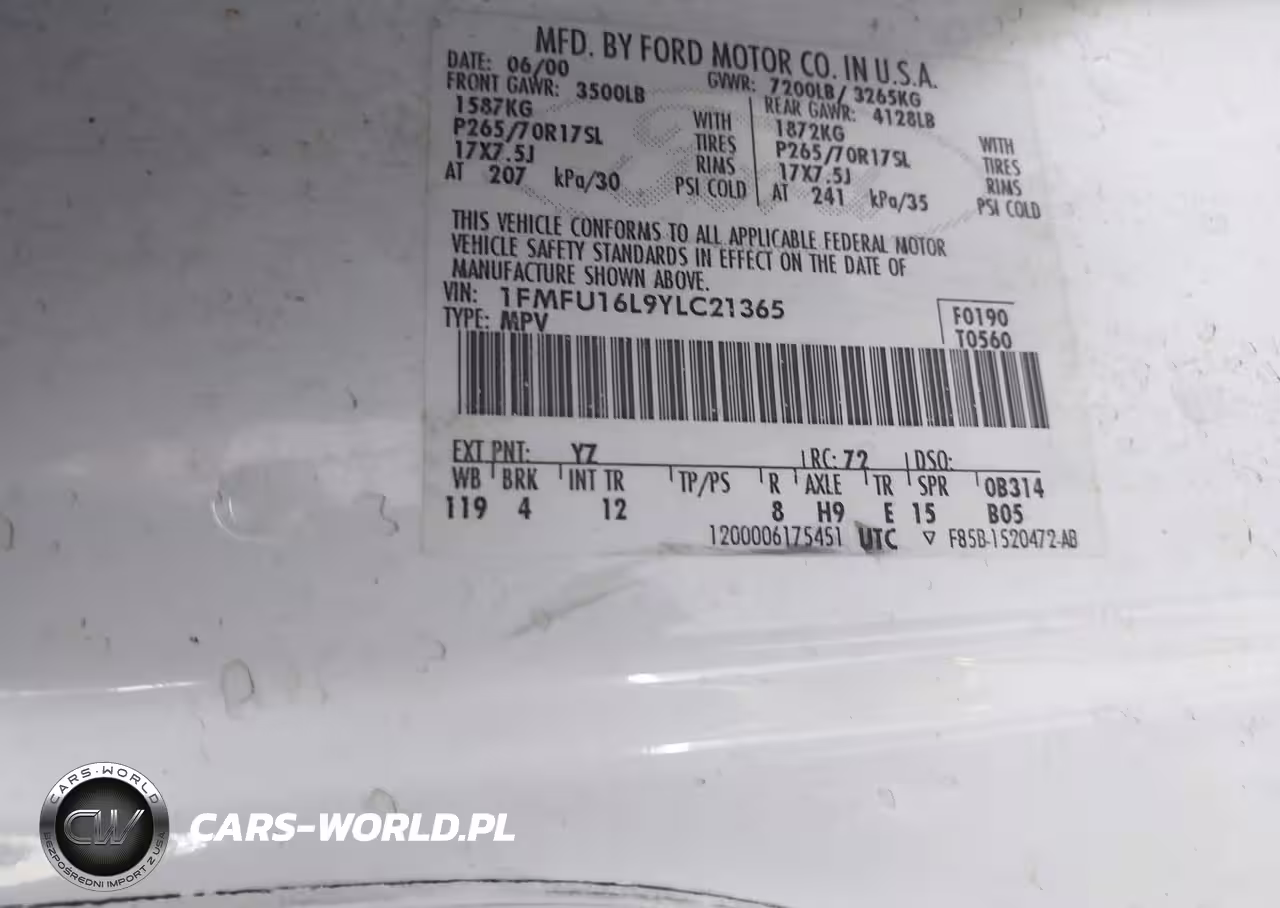 MFD. BY FORD MOTOR CO. IN U.S.A.
DATE: 06/00 GVWR: 7200LB/ 3265KG
FRONT GAWR: 3500LB REAR GAWR: 4128LB
1587KG WITH 1872KG WITH
P265/70R17SL TIRES P265/70R17SL TIRES
17X7.5J RIMS 17X7.5J RIMS
AT 207 kPa/30 PSI COLD AT 241 kPa/35 PSI COLD
THIS VEHICLE CONFORMS TO ALL APPLICABLE FEDERAL MOTOR
VEHICLE SAFETY STANDARDS IN EFFECT ON THE DATE OF
MANUFACTURE SHOWN ABOVE.
VIN: 1FMFU16L9YLC21365 F0190
TYPE: MPV T0560
EXT PNT: YZ RC: 72 DSO:
WB BRK INT TR TP/PS R AXLE TR SPR 0B314
119 4 12 8 H9 E 15 B05
1200006175451 UTC ▽ F85B-1520472-AB
CARS-WORLD
CW
BEZPOŚREDNI IMPORT Z USA
CARS-WORLD.PL